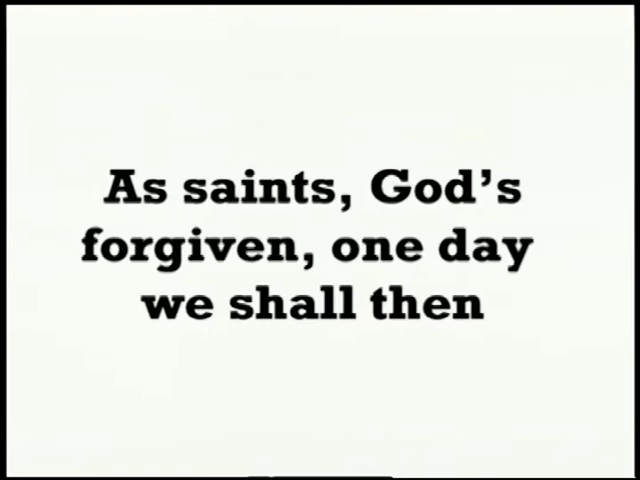 As saints, God's
forgiven, one day
we shall then